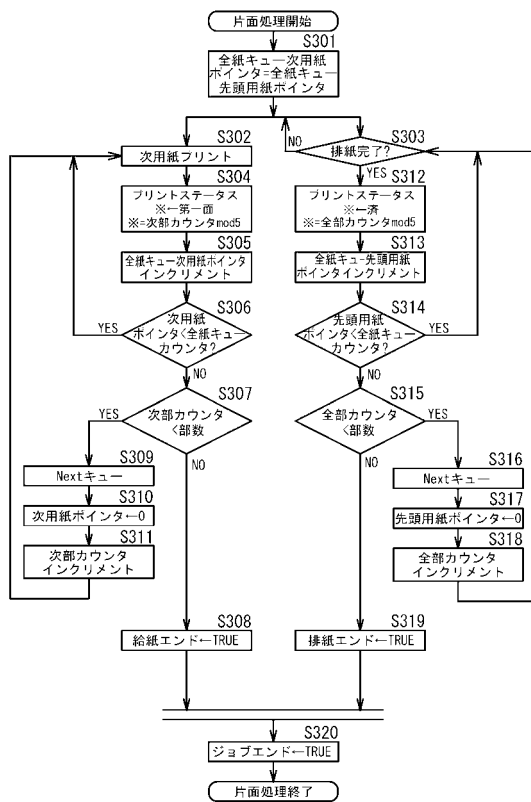 片面処理開始
S301
全紙キュー次用紙
ポインタ=全紙キュー
先頭用紙ポインタ
S302
次用紙プリント
S303
排紙完了?
NO
YES
S304
プリントステータス
※←第一面
※=次部カウンタmod5
S312
プリントステータス
※←済
※=全部カウンタmod5
S305
全紙キュー次用紙ポインタ
インクリメント
S313
全紙キュー先頭用紙
ポインタインクリメント
S306
次用紙
ポインタ<全紙キュー
カウンタ?
YES
NO
S314
先頭用紙
ポインタ<全紙キュー
カウンタ?
YES
NO
S307
次部カウンタ
<部数
YES
NO
S315
全部カウンタ
<部数
YES
NO
S309
Nextキュー
S310
次用紙ポインタ←0
S311
次部カウンタ
インクリメント
S316
Nextキュー
S317
先頭用紙ポインタ←0
S318
全部カウンタ
インクリメント
S308
給紙エンド←TRUE
S319
排紙エンド←TRUE
S320
ジョブエンド←TRUE
片面処理終了